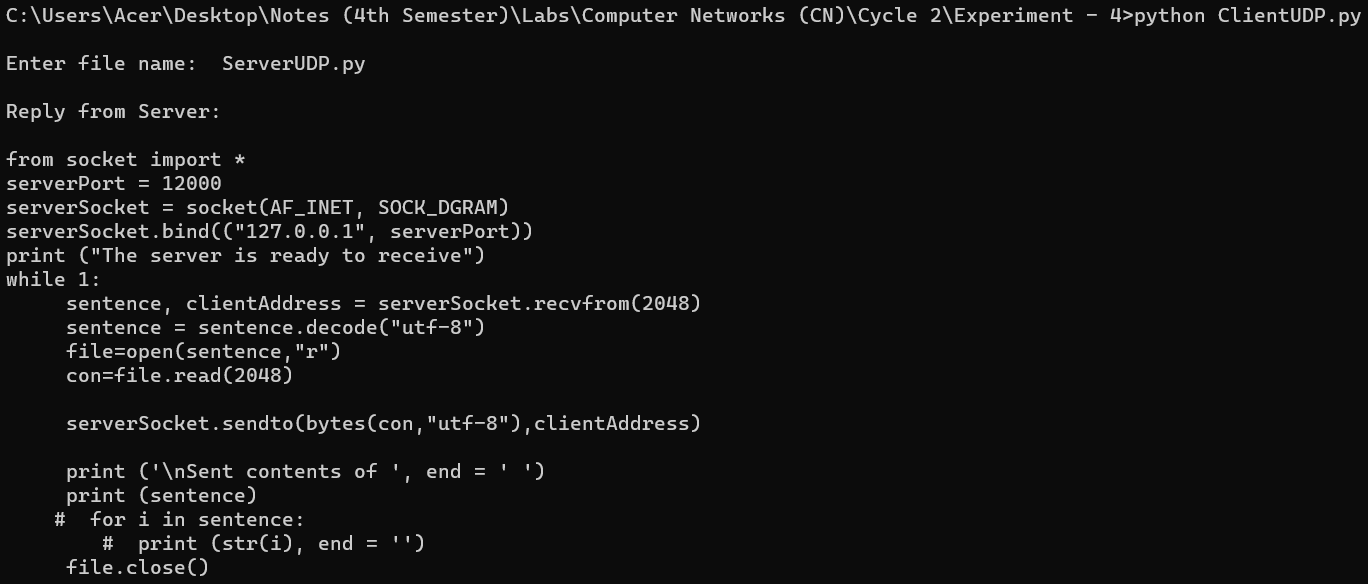 C:\Users\Acer\Desktop\Notes (4th Semester)\Labs\Computer Networks (CN)\Cycle 2\Experiment - 4>python ClientUDP.py
Enter file name:  ServerUDP.py
Reply from Server:
from socket import *
serverPort = 12000
serverSocket = socket(AF_INET, SOCK_DGRAM)
serverSocket.bind(("127.0.0.1", serverPort))
print ("The server is ready to receive")
while 1:
     sentence, clientAddress = serverSocket.recvfrom(2048)
     sentence = sentence.decode("utf-8")
     file=open(sentence,"r")
     con=file.read(2048)
     serverSocket.sendto(bytes(con,"utf-8"),clientAddress)
     print ('\nSent contents of ', end = ' ')
     print (sentence)
    #  for i in sentence:
        #  print (str(i), end = '')
     file.close()